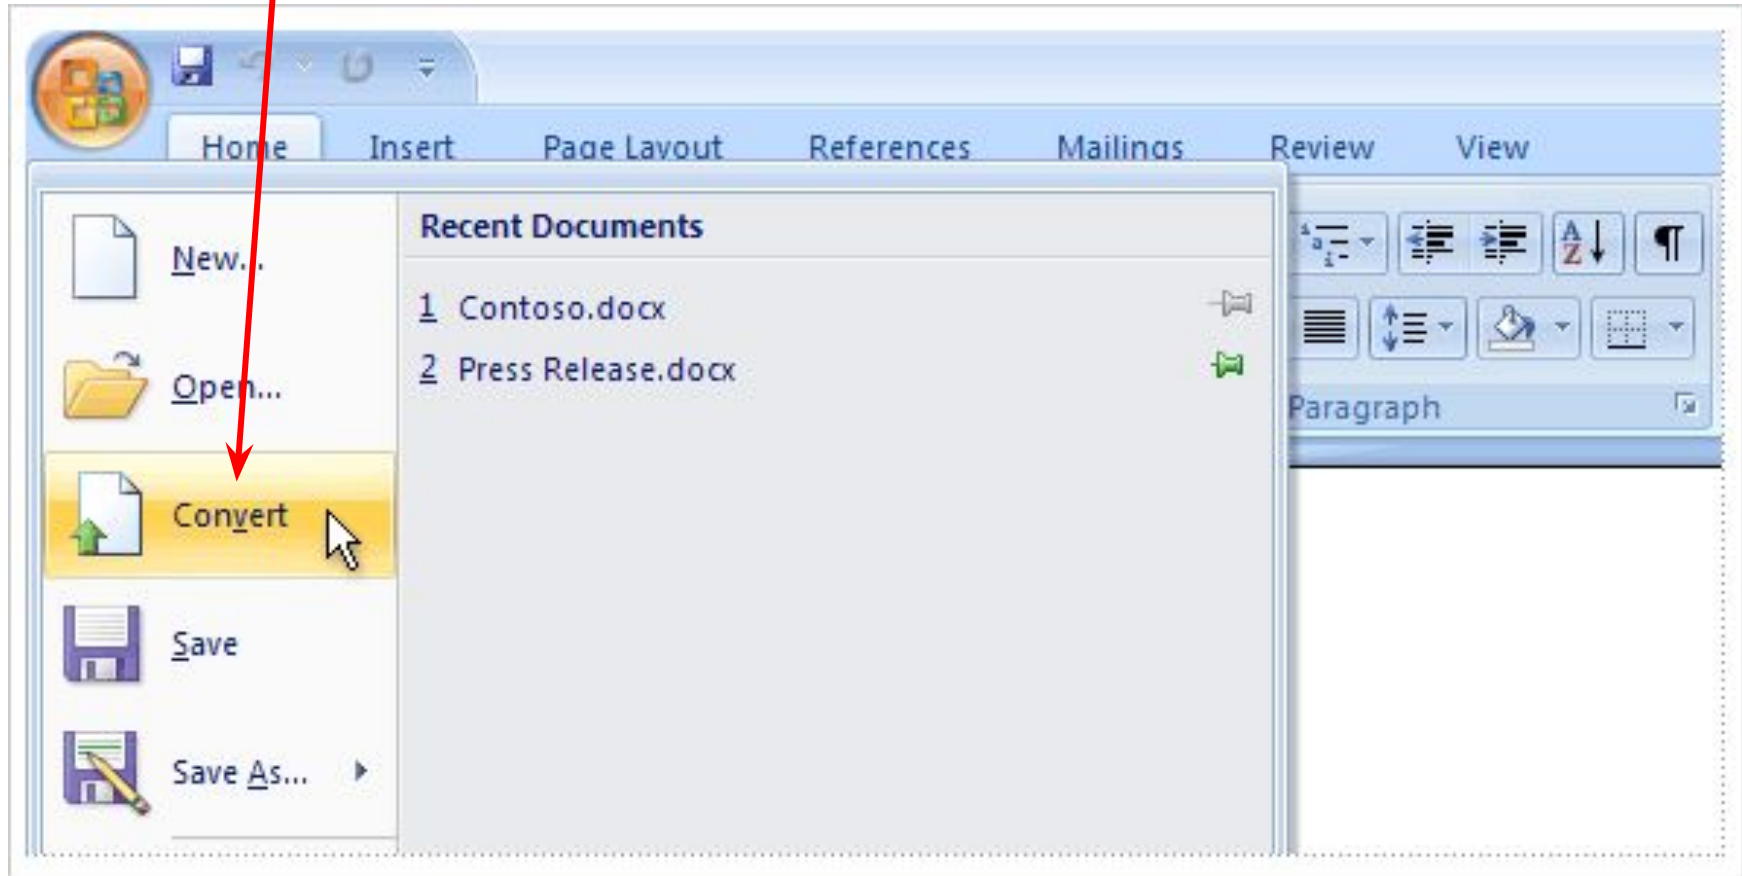 Home Insert Page Layout References Mailings Review View
New...
Open...
Convert
Save
Save As...
Recent Documents
1 Contoso.docx
2 Press Release.docx
A
Z
¶
Paragraph